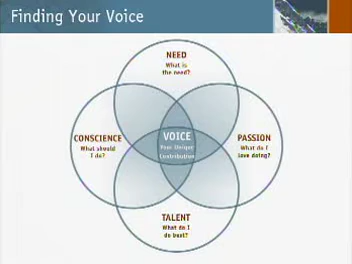 Finding Your Voice
NEED
What is
the need?
CONSCIENCE
What should
I do?
VOICE
Your Unique
Contribution
PASSION
What do I
love doing?
TALENT
What do I
do best?